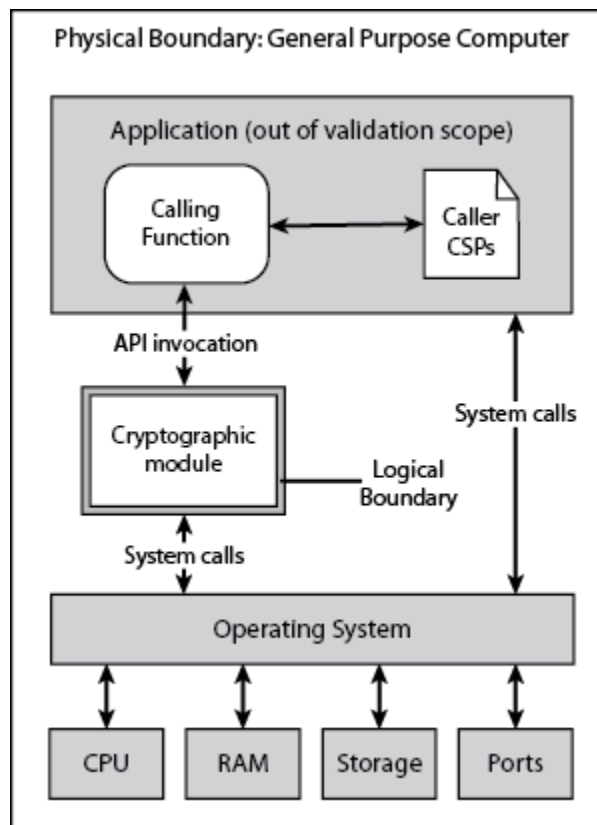 Physical Boundary: General Purpose Computer
Application (out of validation scope)
Calling
Function
Caller
CSPs
API invocation
System calls
Cryptographic
module
Logical
Boundary
System calls
Operating System
CPU
RAM
Storage
Ports